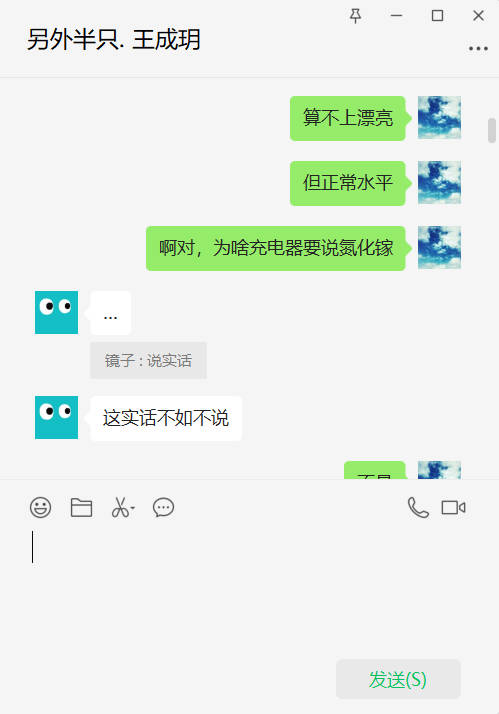 另外半只. 王成玥
算不上漂亮
但正常水平
啊对，为啥充电器要说氮化镓
...
镜子 : 说实话
这实话不如不说
不是
发送(S)